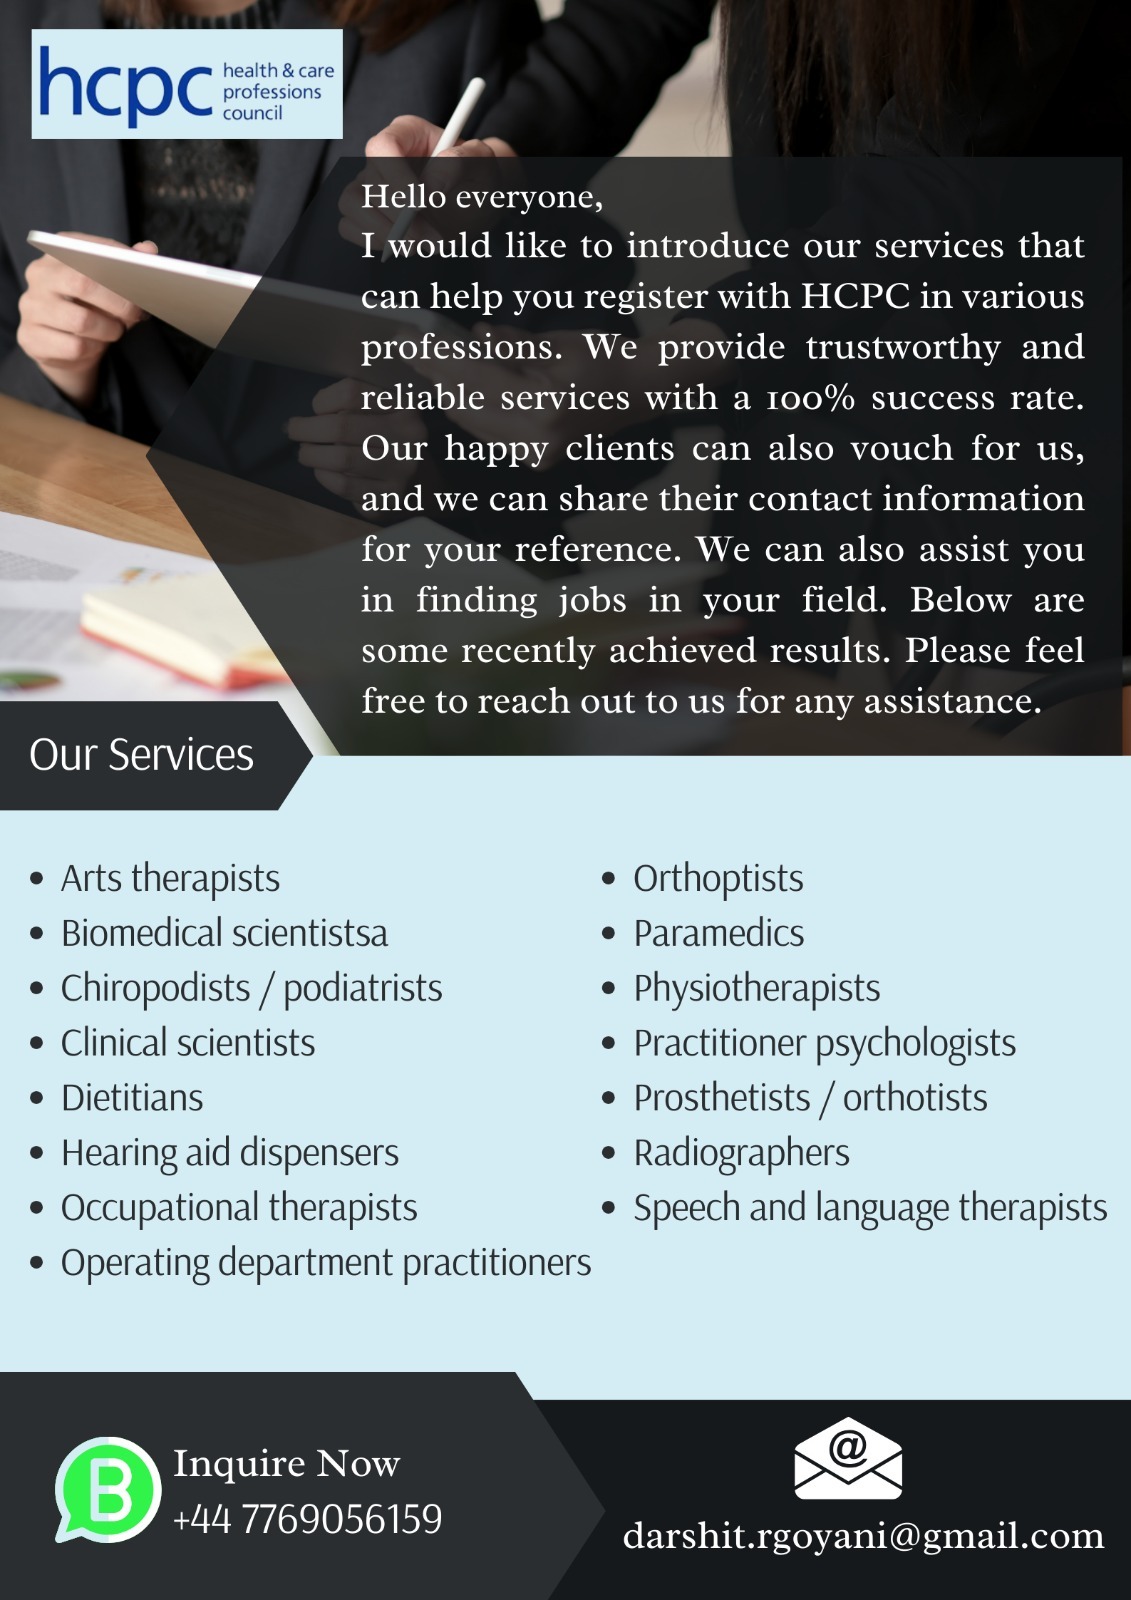 hcpc
health & care
professions
council
Hello everyone,
I would like to introduce our services that
can help you register with HCPC in various
professions. We provide trustworthy and
reliable services with a 100% success rate.
Our happy clients can also vouch for us,
and we can share their contact information
for your reference. We can also assist you
in finding jobs in your field. Below are
some recently achieved results. Please feel
free to reach out to us for any assistance.
Our Services
• Arts therapists
• Biomedical scientistsa
• Chiropodists / podiatrists
• Clinical scientists
• Dietitians
• Hearing aid dispensers
• Occupational therapists
• Operating department practitioners
• Orthoptists
• Paramedics
• Physiotherapists
• Practitioner psychologists
• Prosthetists / orthotists
• Radiographers
• Speech and language therapists
B
Inquire Now
+44 7769056159
@
darshit.rgoyani@gmail.com